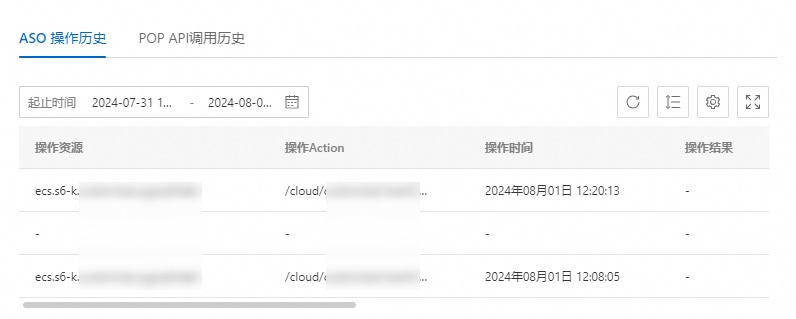 ASO 操作历史 POP API调用历史
起止时间 2024-07-31 1... - 2024-08-0...
操作资源 操作Action 操作时间 操作结果
ecs.s6-k. /cloud/ ... 2024年08月01日 12:20:13 -
- - - -
ecs.s6-k. /cloud/ ... 2024年08月01日 12:08:05 -